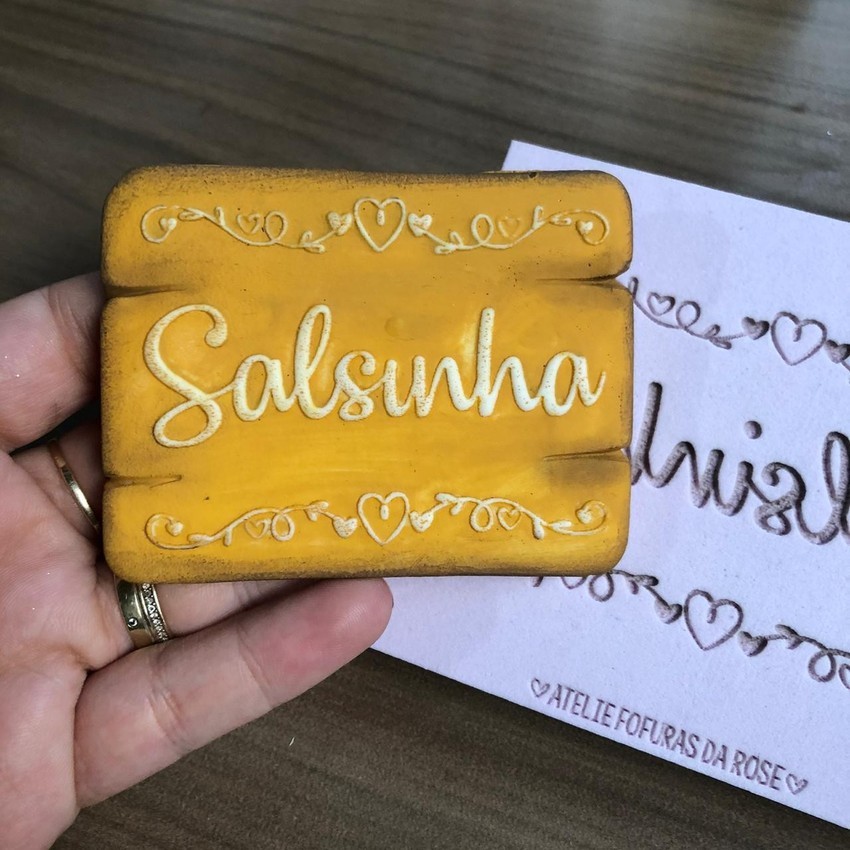 Salsinha
♡ATELIE FOFURAS DA ROSE♡